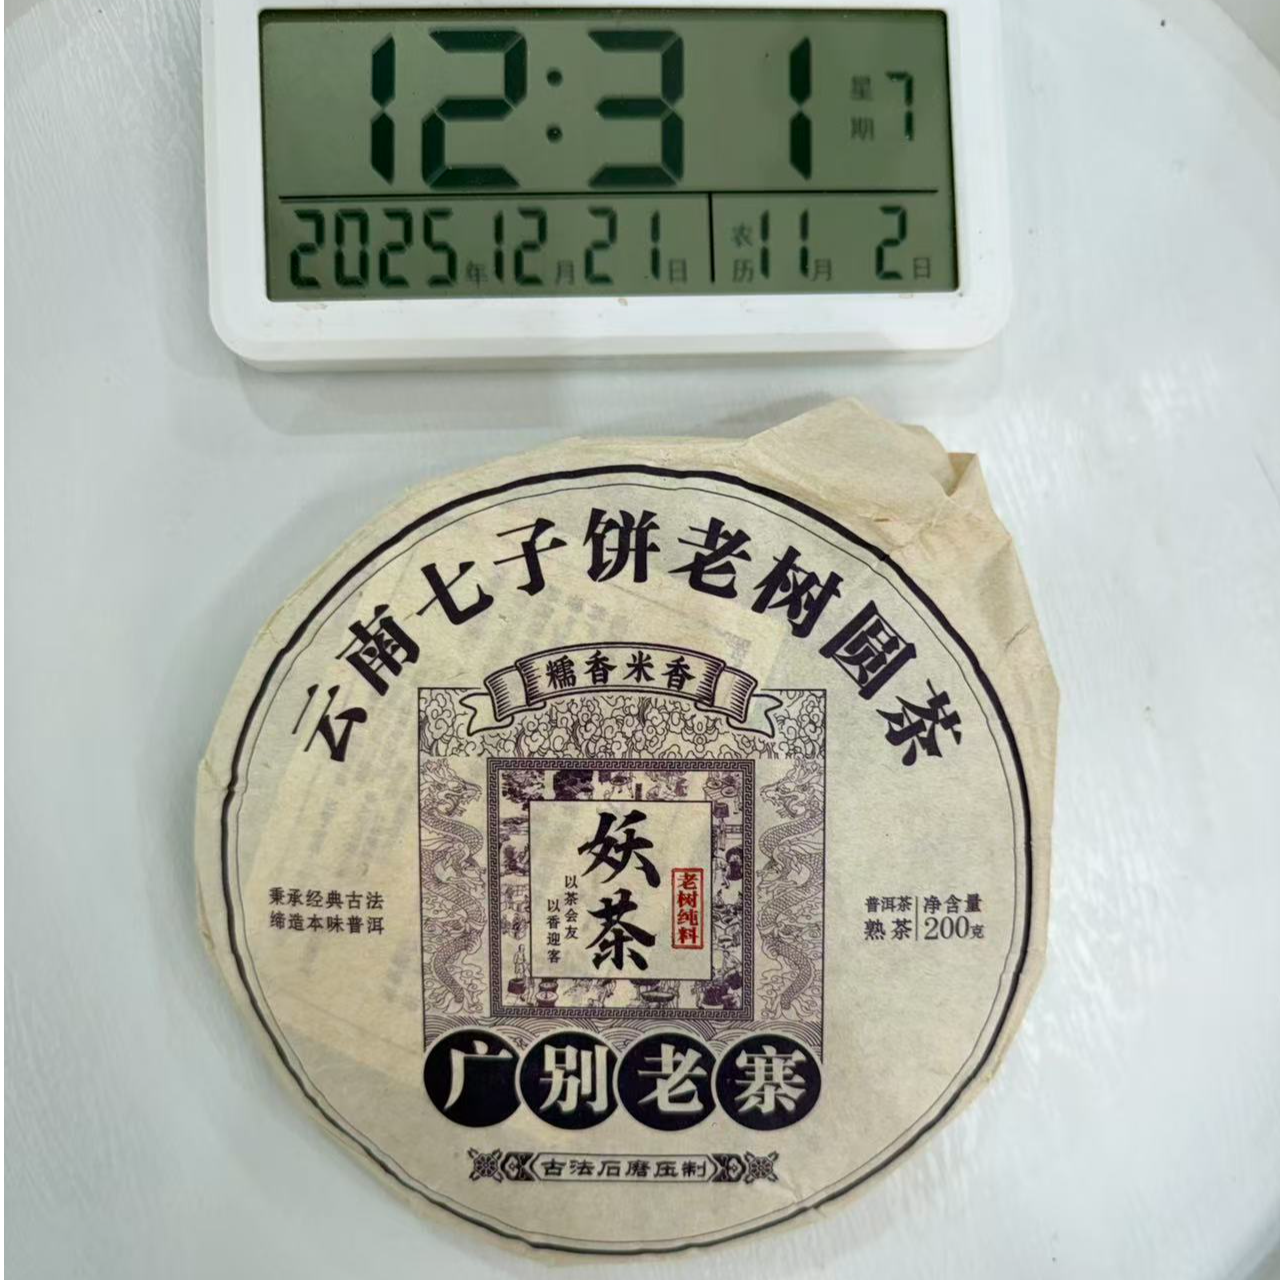 12:31 星期7
2025年12月21日 农历11月2日
云南七子饼老树圆茶
糯香米香
妖茶
以茶会友
以香迎客
老树纯料
秉承经典古法
缔造本味普洱
普洱茶
熟茶
净含量
200克
广别老寨
古法石磨压制